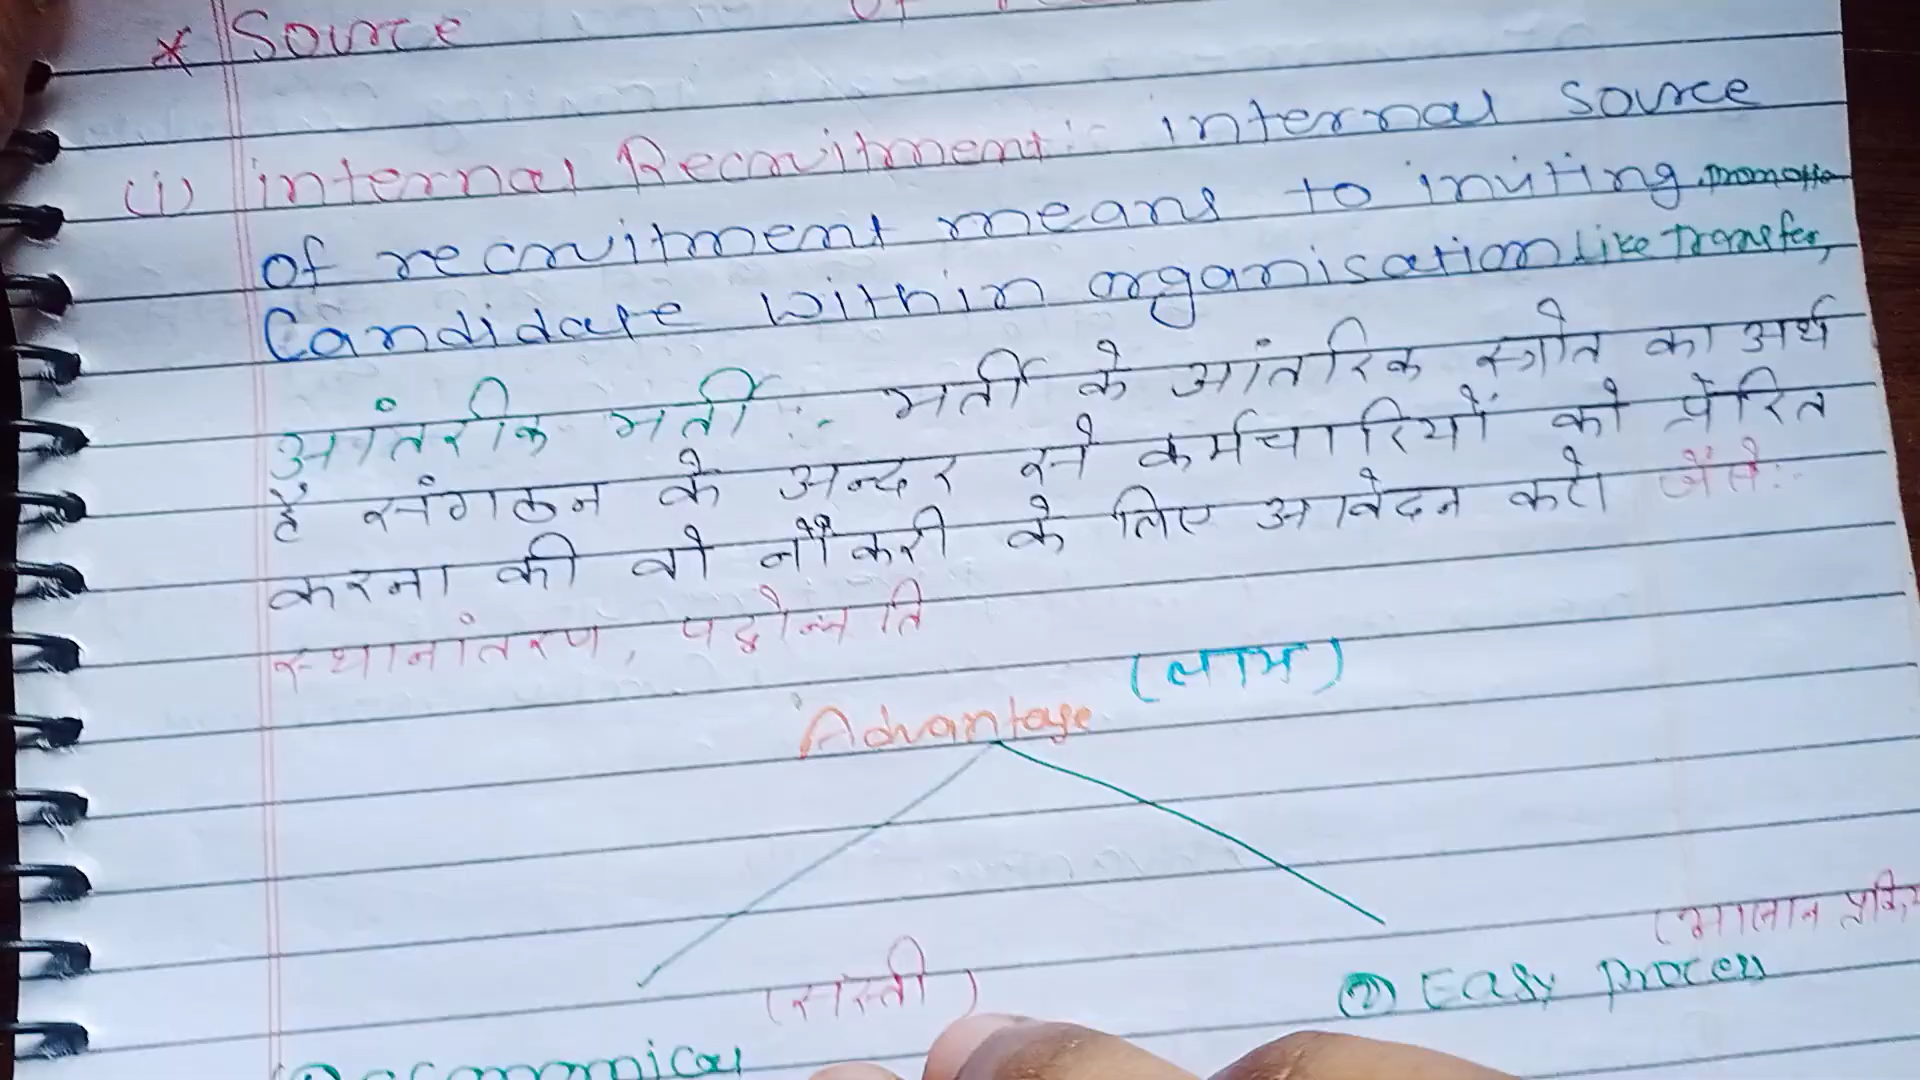 * Source of
(i) internal Recruitment :- internal source
of recruitment means to inviting promotion
Candidate within organisation like Transfer,
आंतरीक भर्ती :- भर्ती के आंतरिक स्त्रोत का अर्थ
है संगठन के अन्दर से कर्मचारियों को प्रेरित
करना की वो नौकरी के लिए आवेदन करे जैसे:-
स्थानांतरण, पदोन्नति
(लाभ)
Advantage
(आसान प्रक्रिय
(सस्ती)
② Easy Process
① economical